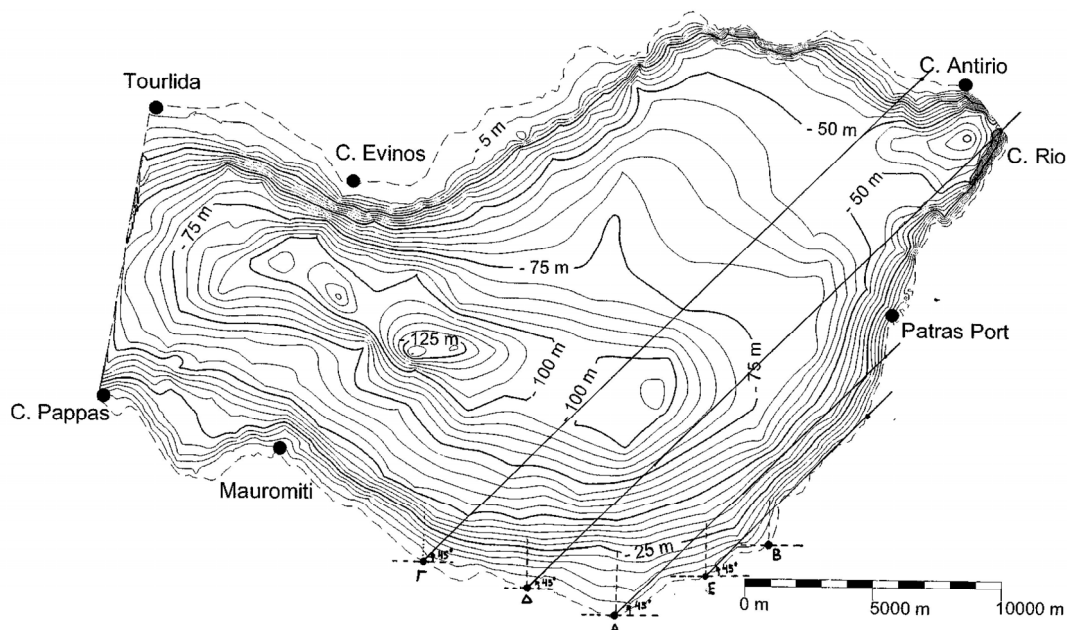 C. Antirio
Tourlida
- 50 m
- 5 m
C. Rio
C. Evinos
- 50 m
- 75 m
- 75 m
Patras Port
- 125 m
- 100 m
- 100 m
- 75 m
C. Pappas
Mauromiti
- 25 m
B
Γ
45°
Δ
45°
E
45°
A
45°
0 m
5000 m
10000 m